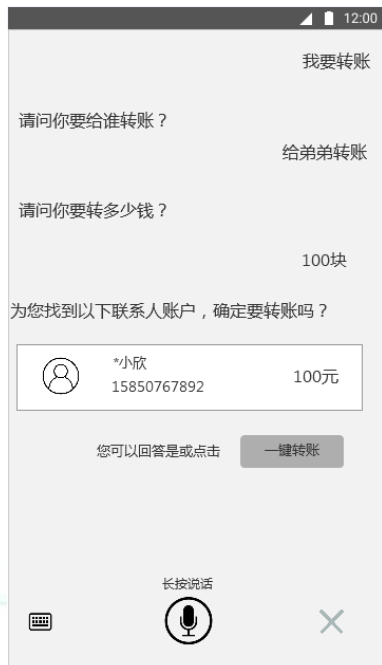 12:00
我要转账
请问你要给谁转账？
给弟弟转账
请问你要转多少钱？
100块
为您找到以下联系人账户，确定要转账吗？
*小欣
15850767892
100元
您可以回答是或点击
一键转账
长按说话